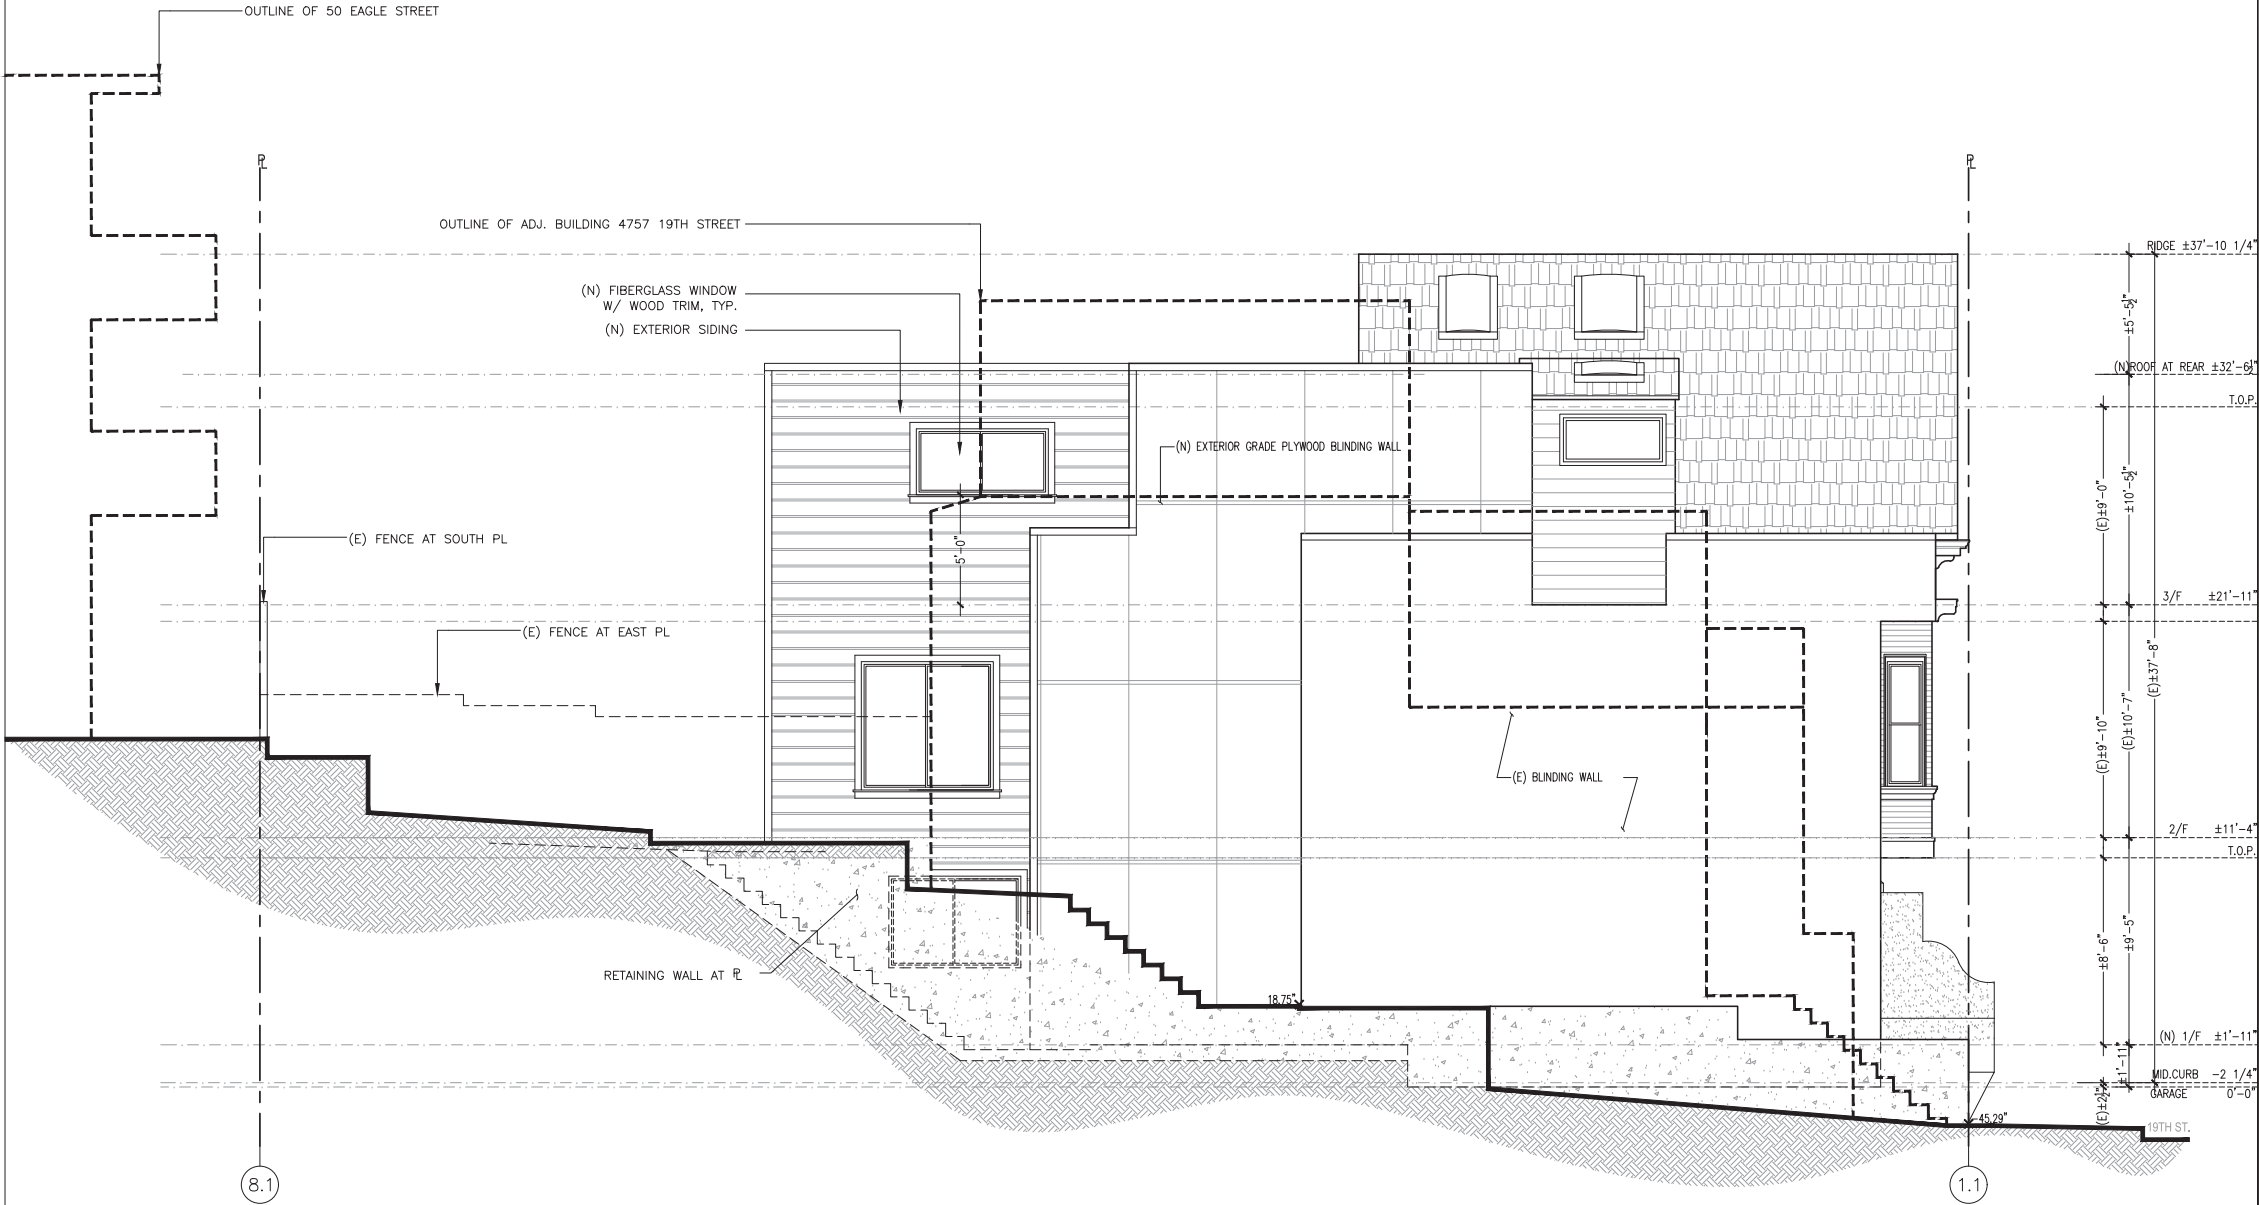 OUTLINE OF 50 EAGLE STREET
OUTLINE OF ADJ. BUILDING 4757 19TH STREET
(N) FIBERGLASS WINDOW
W/ WOOD TRIM, TYP.
(N) EXTERIOR SIDING
(N) EXTERIOR GRADE PLYWOOD BLINDING WALL
(E) FENCE AT SOUTH PL
(E) FENCE AT EAST PL
5'-0"
(E) BLINDING WALL
RETAINING WALL AT PL
18.75"
-45.29"
PL
PL
8.1
1.1
RIDGE ±37'-10 1/4"
(N)ROOF AT REAR ±32'-6½"
T.O.P.
3/F ±21'-11"
2/F ±11'-4"
T.O.P.
(N) 1/F ±1'-11"
MID.CURB -2 1/4"
GARAGE 0'-0"
19TH ST.
±5'-5½"
(E)±9'-0"
±10'-5½"
(E)±37'-8"
(E)±9'-10"
(E)±10'-7"
±8'-6"
±9'-5"
±1'-11"
(E)±2½"